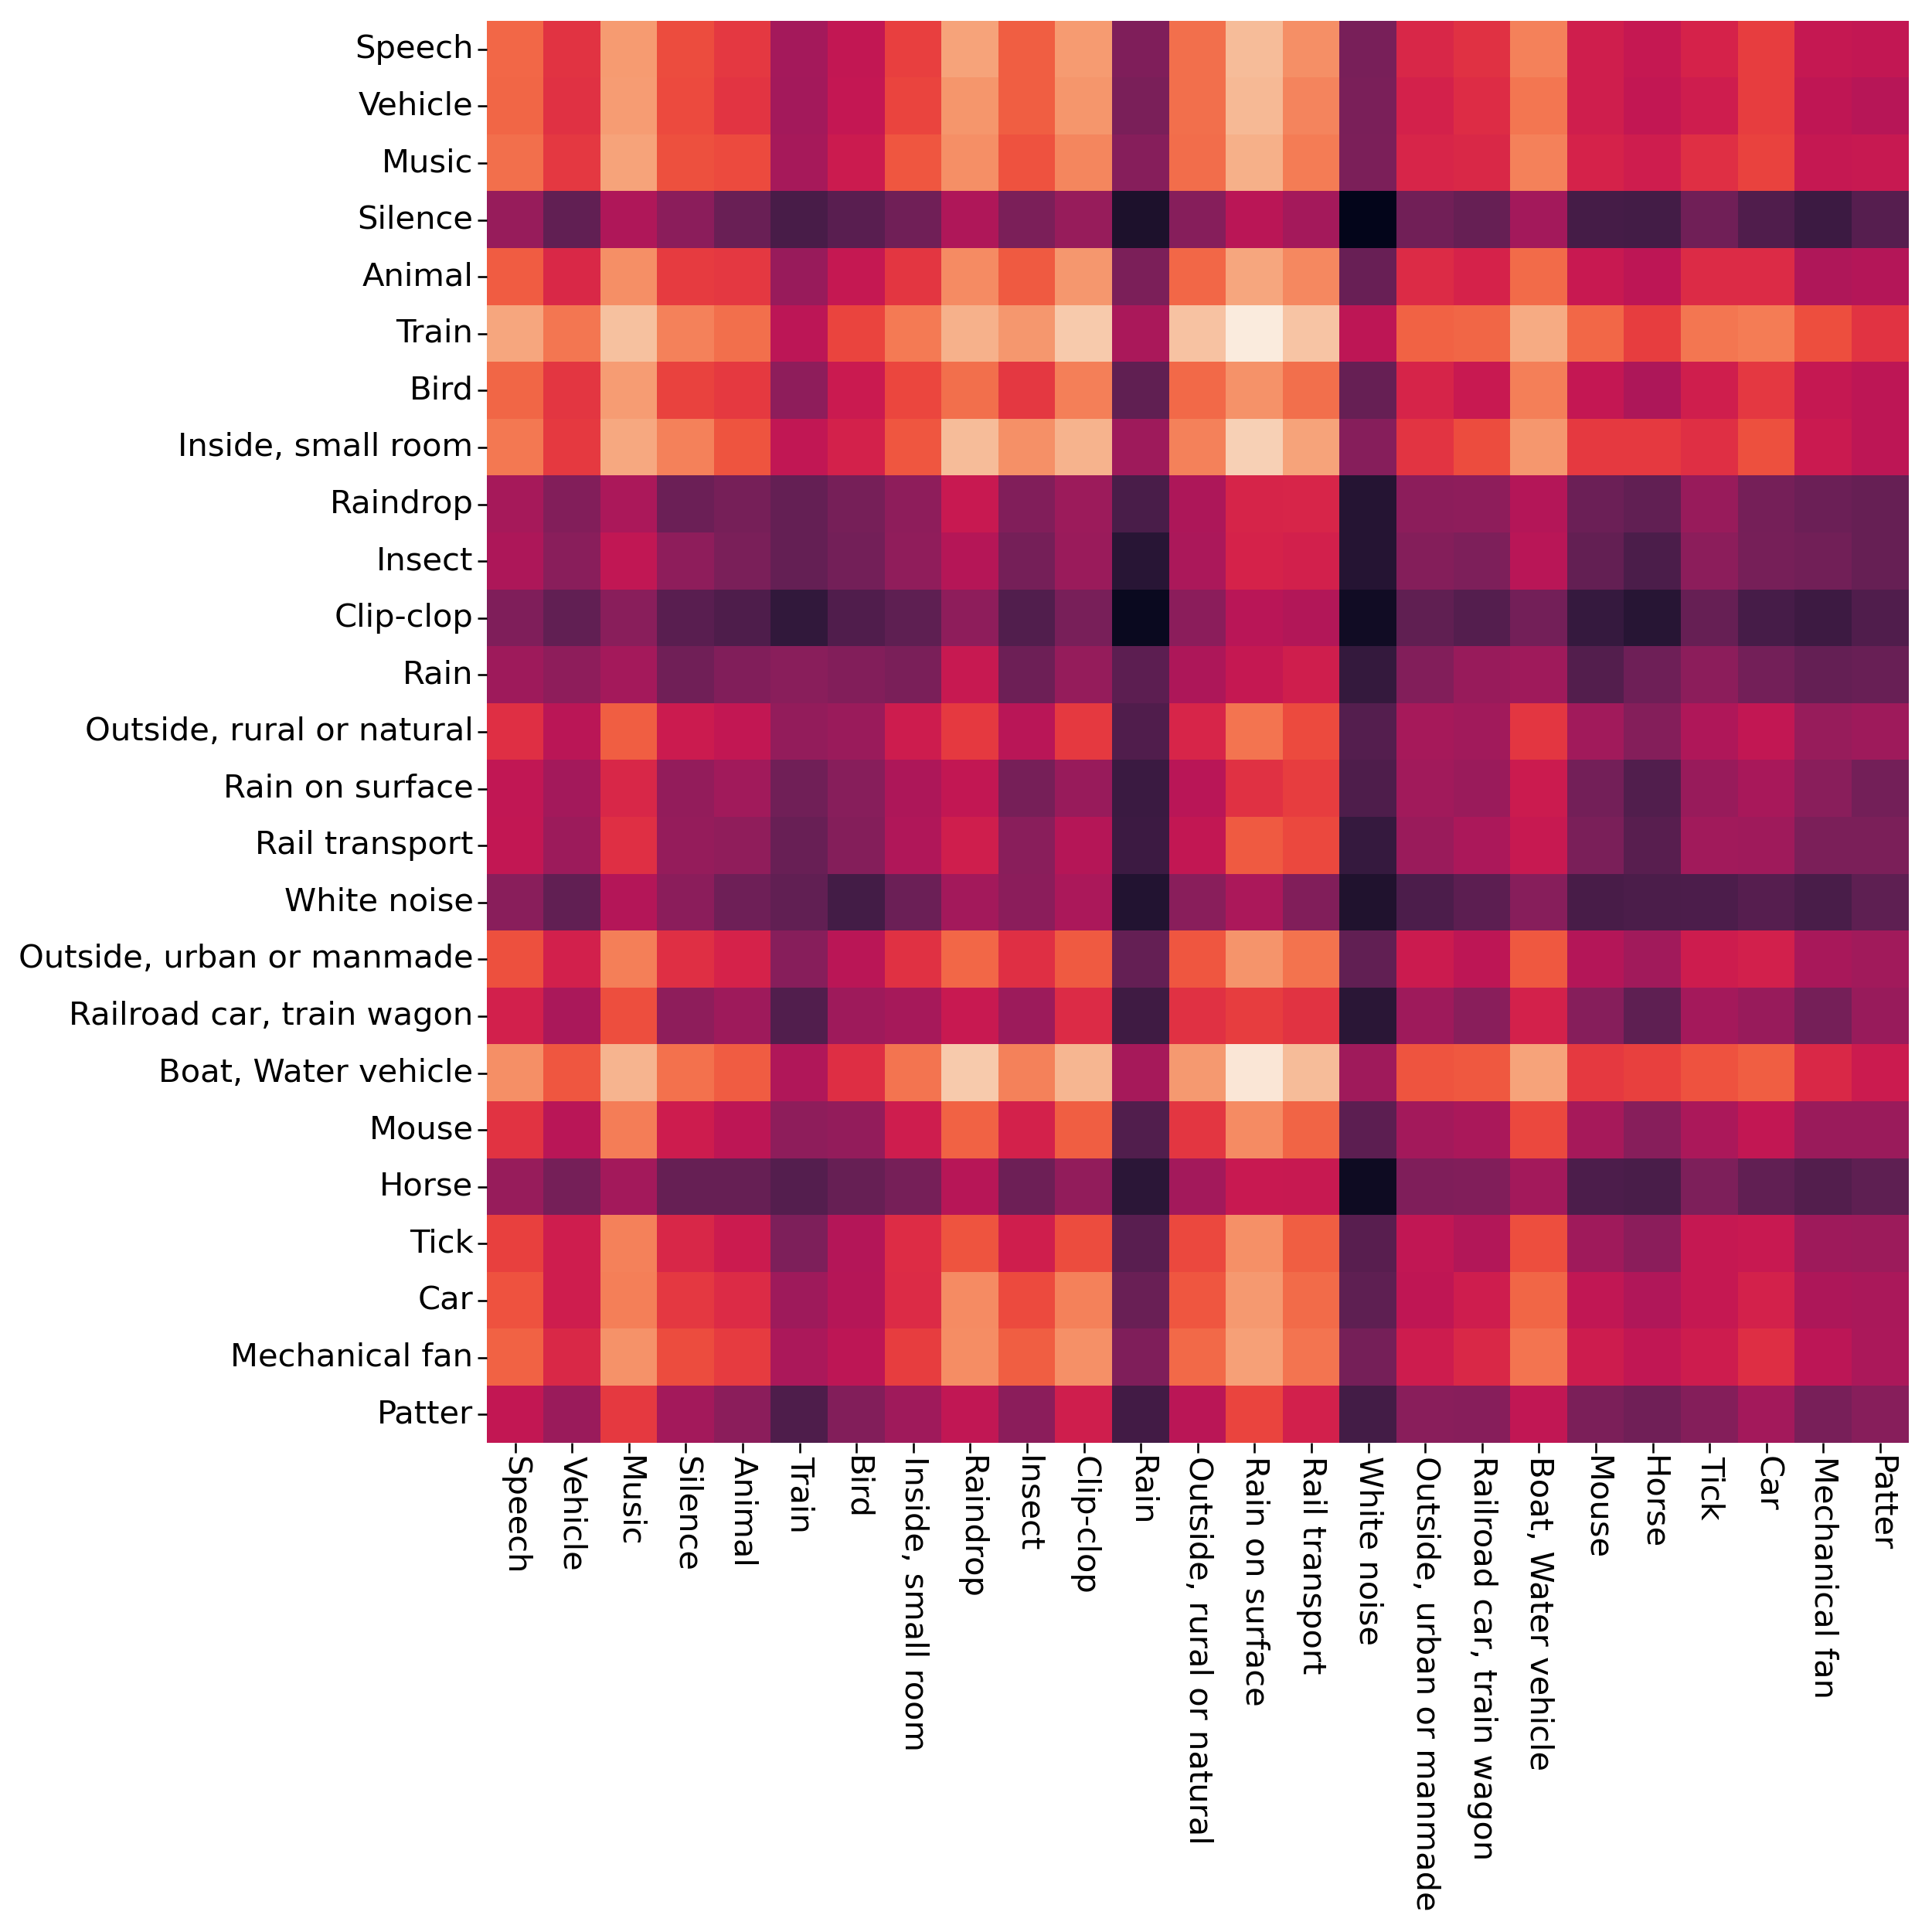 Speech
Vehicle
Music
Silence
Animal
Train
Bird
Inside, small room
Raindrop
Insect
Clip-clop
Rain
Outside, rural or natural
Rain on surface
Rail transport
White noise
Outside, urban or manmade
Railroad car, train wagon
Boat, Water vehicle
Mouse
Horse
Tick
Car
Mechanical fan
Patter
Speech
Vehicle
Music
Silence
Animal
Train
Bird
Inside, small room
Raindrop
Insect
Clip-clop
Rain
Outside, rural or natural
Rain on surface
Rail transport
White noise
Outside, urban or manmade
Railroad car, train wagon
Boat, Water vehicle
Mouse
Horse
Tick
Car
Mechanical fan
Patter